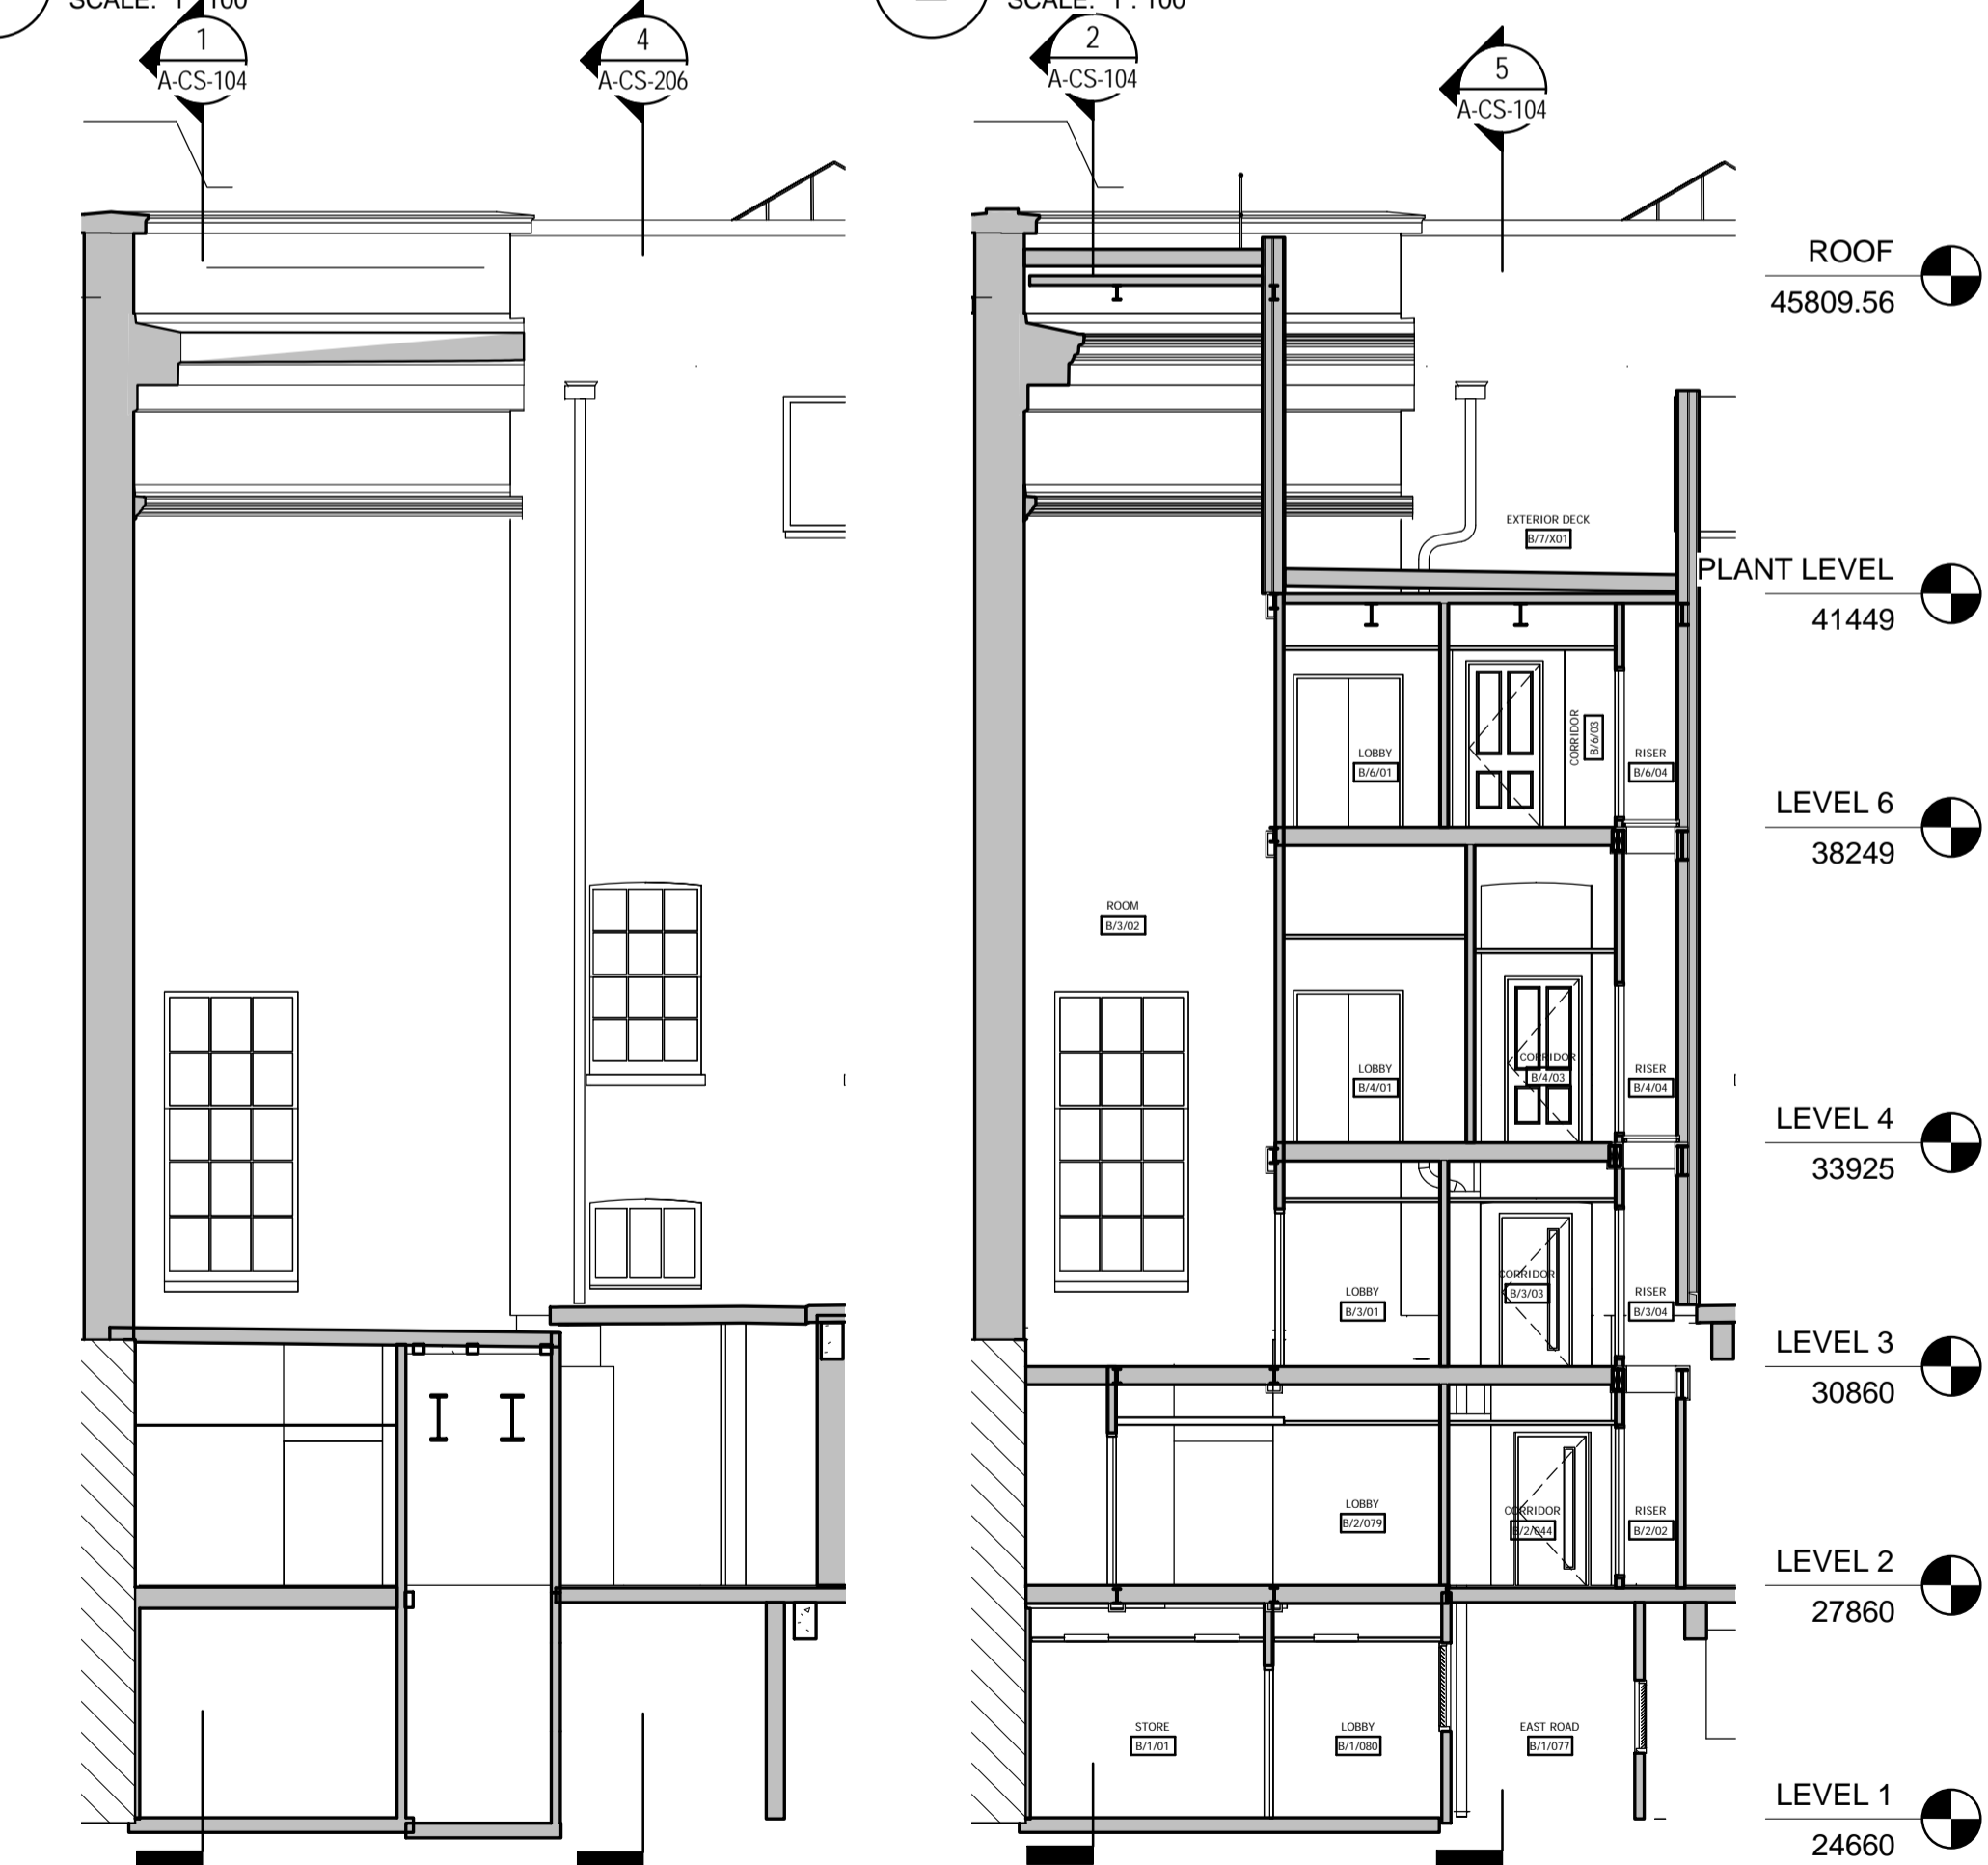 SCALE: 1 : 100
SCALE: 1 : 100
1
A-CS-104
4
A-CS-206
2
A-CS-104
5
A-CS-104
ROOF
45809.56
EXTERIOR DECK
B/7/X01
PLANT LEVEL
41449
CORRIDOR
B/6/03
LOBBY
B/6/01
RISER
B/6/04
LEVEL 6
38249
ROOM
B/3/02
CORRIDOR
B/4/03
LOBBY
B/4/01
RISER
B/4/04
LEVEL 4
33925
CORRIDOR
B/3/03
LOBBY
B/3/01
RISER
B/3/04
LEVEL 3
30860
LOBBY
B/2/079
CORRIDOR
B/2/044
RISER
B/2/02
LEVEL 2
27860
STORE
B/1/01
LOBBY
B/1/080
EAST ROAD
B/1/077
LEVEL 1
24660